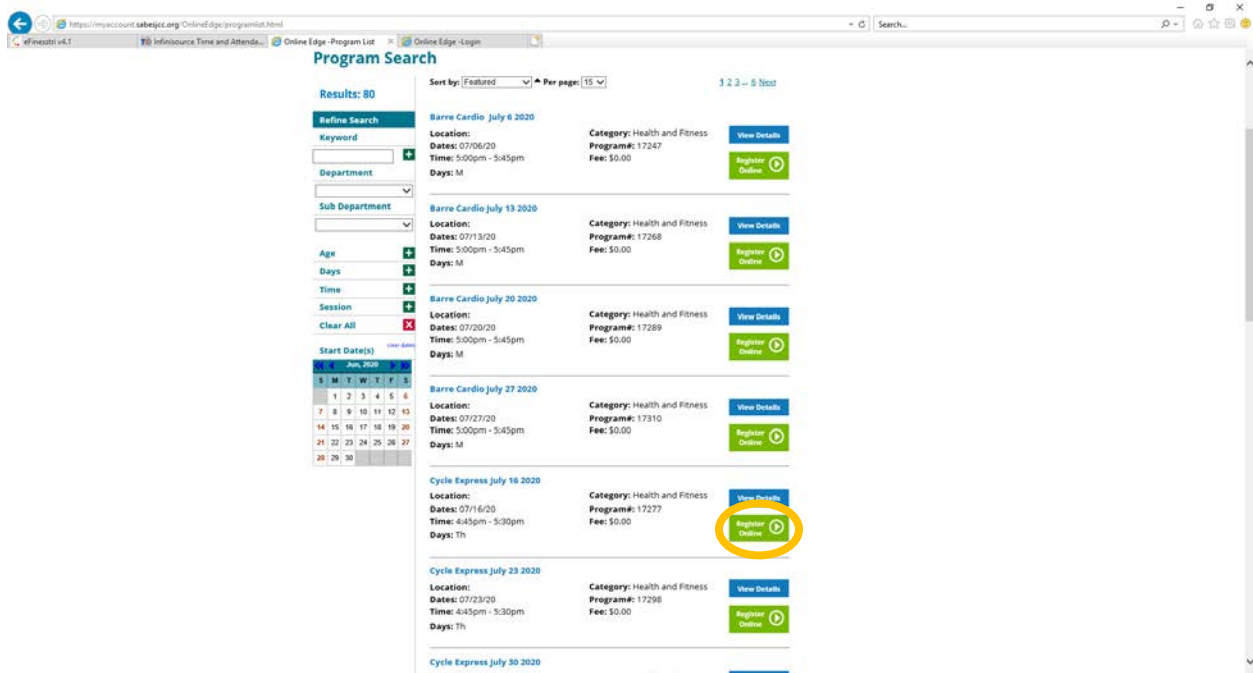 https://myaccount.sabesjcc.org/OnlineEdge/programlist.html
Search...
eFinesstri v4.1
Infinisource Time and Attenda...
Online Edge -Program List
Online Edge -Login
Program Search
Results: 80
Refine Search
Keyword
Department
Sub Department
Age
Days
Time
Session
Clear All
Start Date(s)
clear dates
Jun, 2020
S M T W T F S
1 2 3 4 5 6
7 8 9 10 11 12 13
14 15 16 17 18 19 20
21 22 23 24 25 26 27
28 29 30
Sort by: Featured Per page: 15
1 2 3 ... 6 Next
Barre Cardio July 6 2020
Location: Category: Health and Fitness
Dates: 07/06/20 Program#: 17247
Time: 5:00pm - 5:45pm Fee: $0.00
Days: M
View Details
Register Online
Barre Cardio July 13 2020
Location: Category: Health and Fitness
Dates: 07/13/20 Program#: 17268
Time: 5:00pm - 5:45pm Fee: $0.00
Days: M
View Details
Register Online
Barre Cardio July 20 2020
Location: Category: Health and Fitness
Dates: 07/20/20 Program#: 17289
Time: 5:00pm - 5:45pm Fee: $0.00
Days: M
View Details
Register Online
Barre Cardio July 27 2020
Location: Category: Health and Fitness
Dates: 07/27/20 Program#: 17310
Time: 5:00pm - 5:45pm Fee: $0.00
Days: M
View Details
Register Online
Cycle Express July 16 2020
Location: Category: Health and Fitness
Dates: 07/16/20 Program#: 17277
Time: 4:45pm - 5:30pm Fee: $0.00
Days: Th
View Details
Register Online
Cycle Express July 23 2020
Location: Category: Health and Fitness
Dates: 07/23/20 Program#: 17298
Time: 4:45pm - 5:30pm Fee: $0.00
Days: Th
View Details
Register Online
Cycle Express July 30 2020